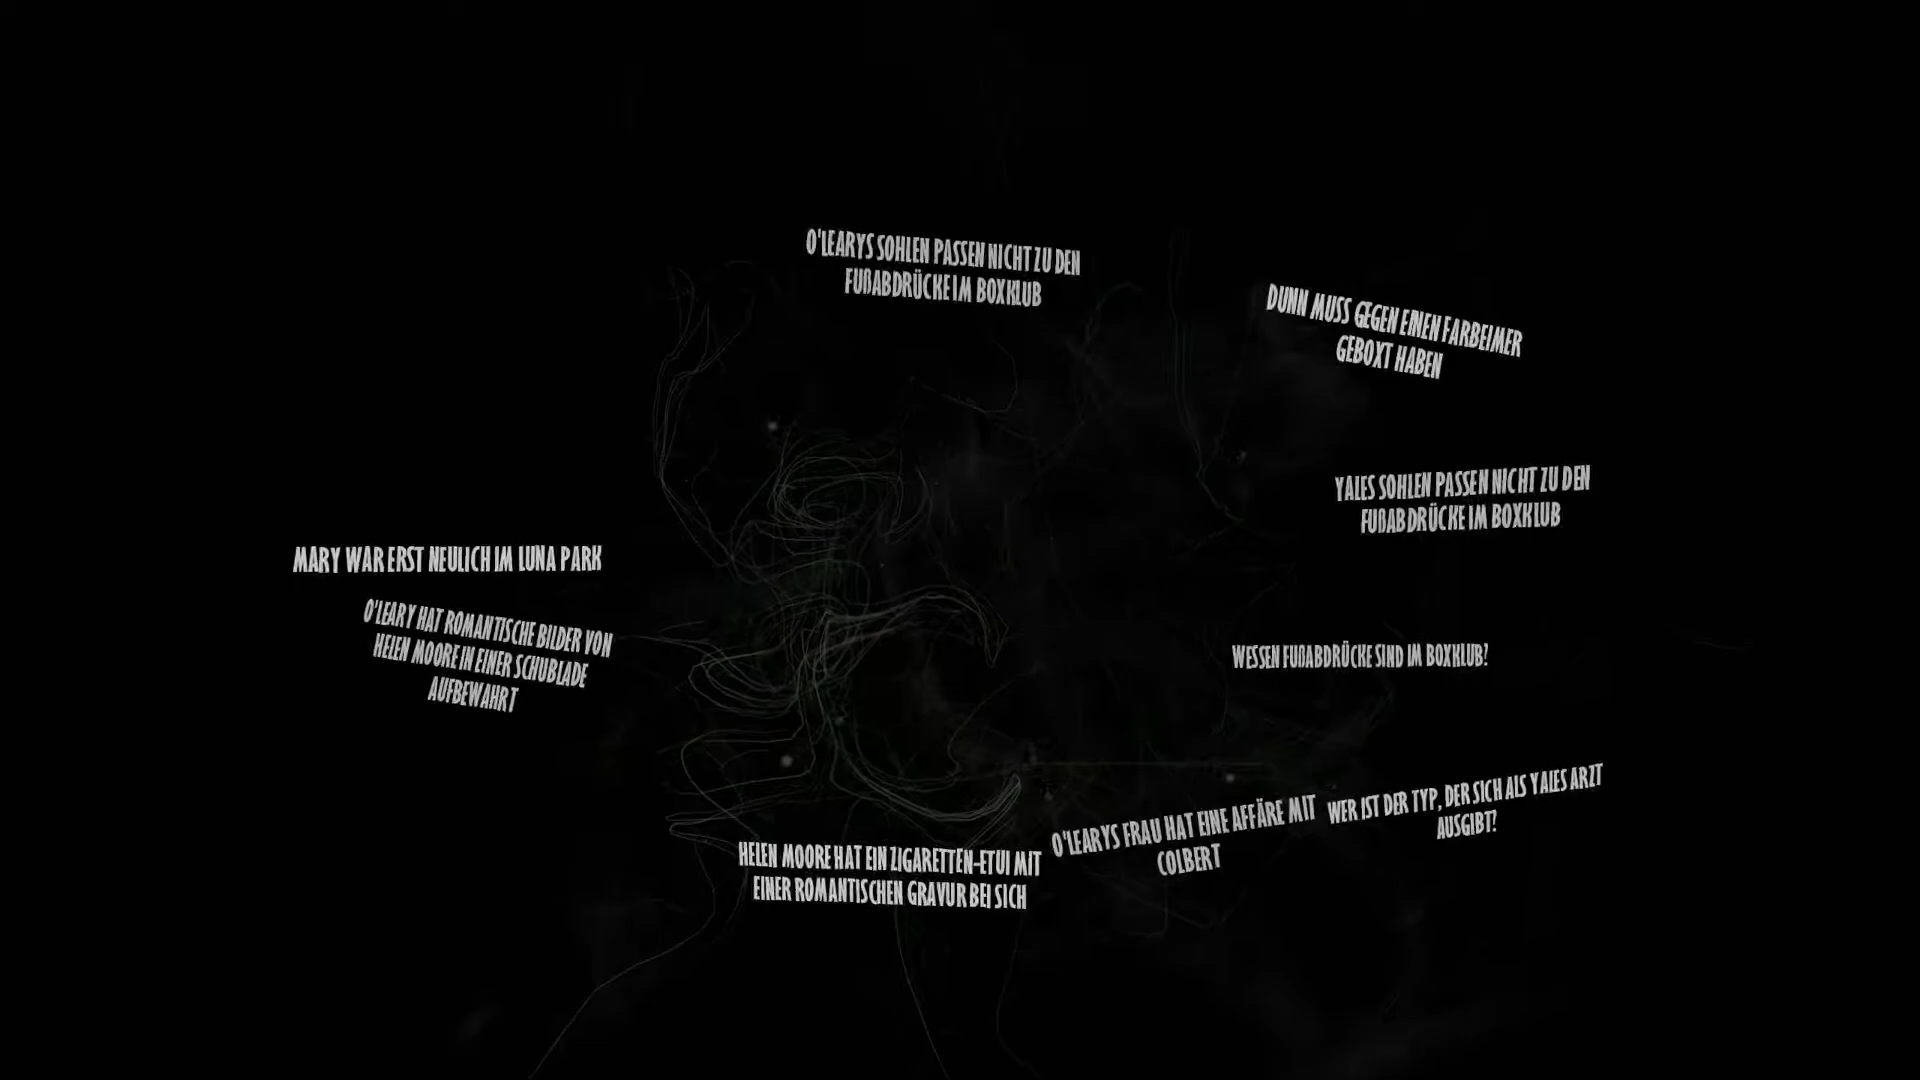 O'LEARYS SOHLEN PASSEN NICHT ZU DEN
FUßABDRÜCKE IM BOXKLUB
DUNN MUSS GEGEN EINEN FARBEIMER
GEBOXT HABEN
YALES SOHLEN PASSEN NICHT ZU DEN
FUßABDRÜCKE IM BOXKLUB
MARY WAR ERST NEULICH IM LUNA PARK
O'LEARY HAT ROMANTISCHE BILDER VON
HELEN MOORE IN EINER SCHUBLADE
AUFBEWAHRT
WESSEN FUßABDRÜCKE SIND IM BOXKLUB?
WER IST DER TYP, DER SICH ALS YALES ARZT
AUSGIBT?
O'LEARYS FRAU HAT EINE AFFÄRE MIT
COLBERT
HELEN MOORE HAT EIN ZIGARETTEN-ETUI MIT
EINER ROMANTISCHEN GRAVUR BEI SICH